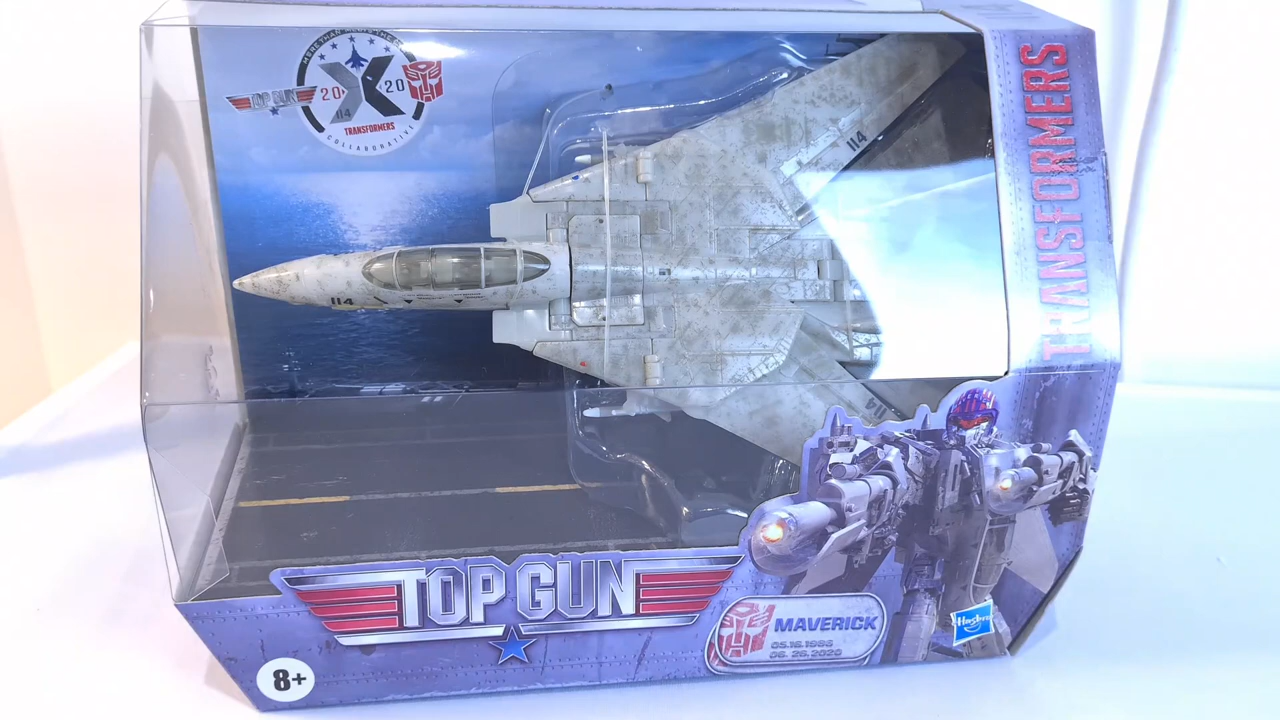 TOP GUN
20 20
114
TRANSFORMERS
COLLABORATIVE
114
114
114
TRANSFORMERS
TOP GUN
MAVERICK
05.16.1986
06.26.2020
Hasbro
8+